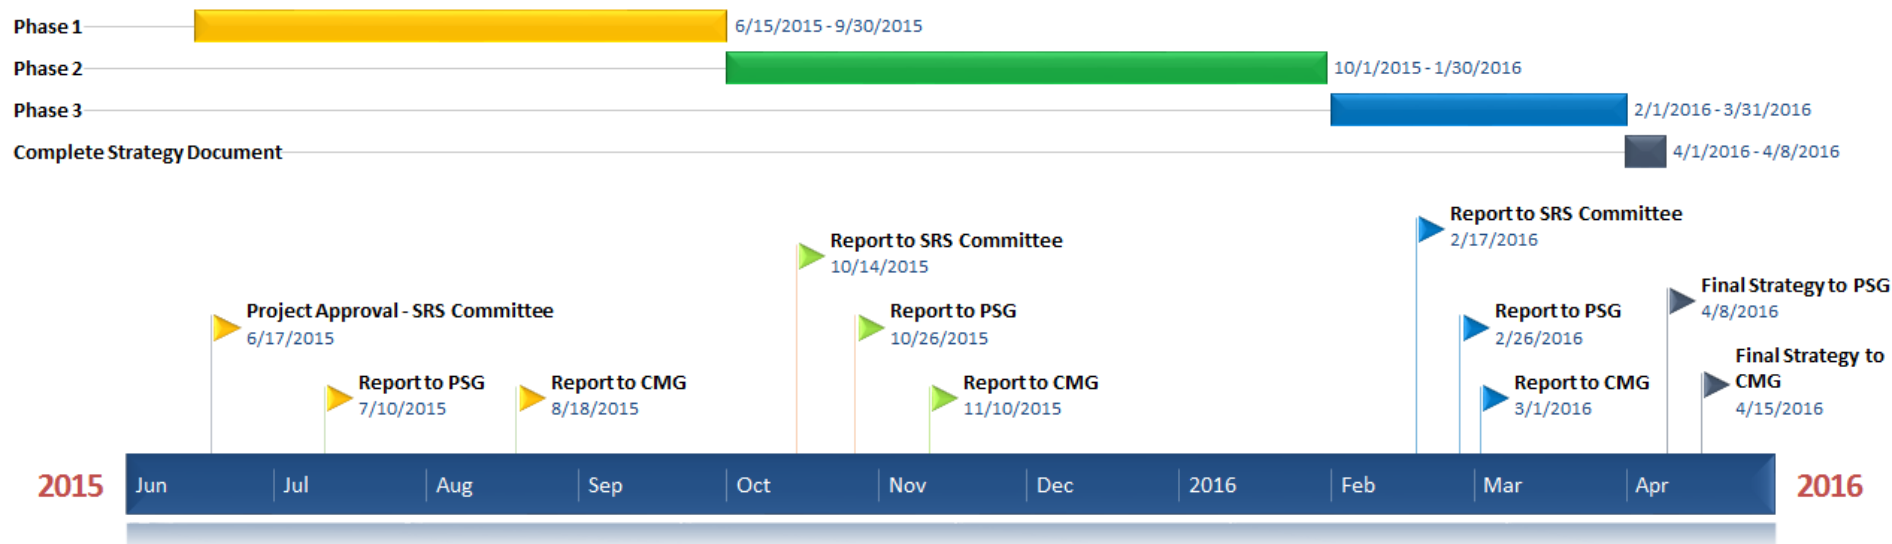 Phase 1
6/15/2015 - 9/30/2015
Phase 2
10/1/2015 - 1/30/2016
Phase 3
2/1/2016 - 3/31/2016
Complete Strategy Document
4/1/2016 - 4/8/2016
Report to SRS Committee
2/17/2016
Report to SRS Committee
10/14/2015
Final Strategy to PSG
4/8/2016
Project Approval - SRS Committee
6/17/2015
Report to PSG
10/26/2015
Report to PSG
2/26/2016
Final Strategy to
CMG
4/15/2016
Report to PSG
7/10/2015
Report to CMG
8/18/2015
Report to CMG
11/10/2015
Report to CMG
3/1/2016
2015 Jun Jul Aug Sep Oct Nov Dec 2016 Feb Mar Apr 2016